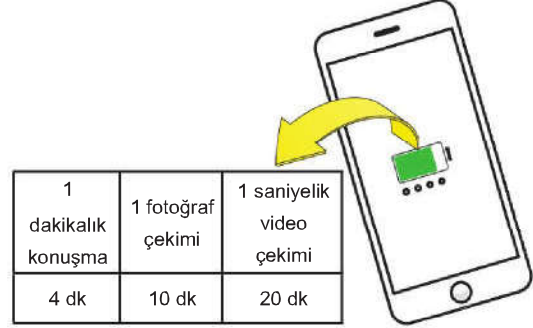 1
dakikalık
konuşma
1 fotoğraf
çekimi
1 saniyelik
video
çekimi
4 dk
10 dk
20 dk